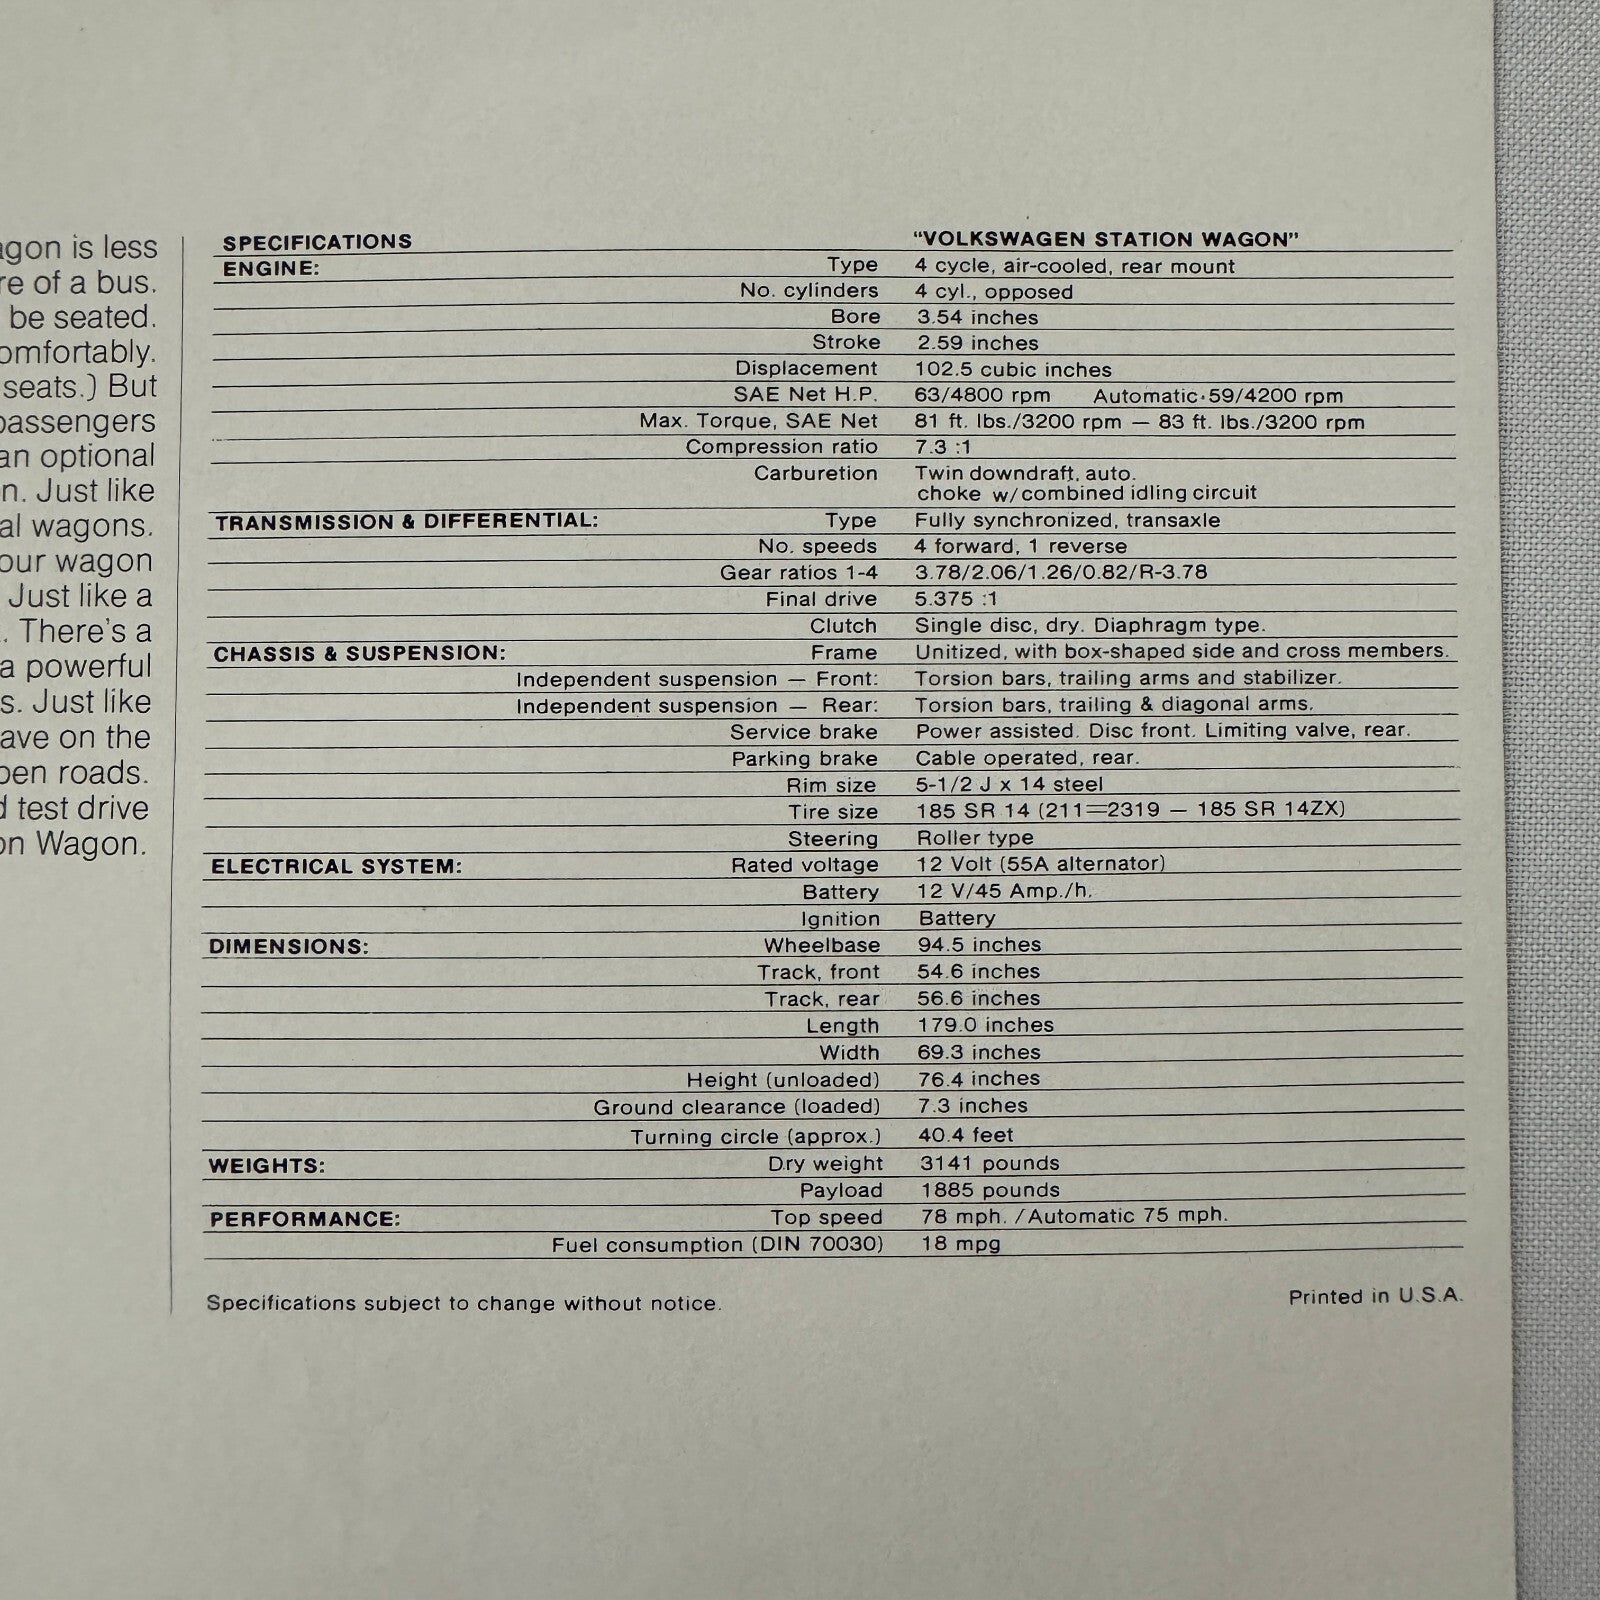 agon is less
re of a bus.
be seated.
omfortably.
seats.) But
passengers
an optional
n. Just like
al wagons.
our wagon
Just like a
. There's a
a powerful
s. Just like
ave on the
pen roads.
d test drive
on Wagon.
SPECIFICATIONS "VOLKSWAGEN STATION WAGON"
ENGINE: Type 4 cycle, air-cooled, rear mount
No. cylinders 4 cyl., opposed
Bore 3.54 inches
Stroke 2.59 inches
Displacement 102.5 cubic inches
SAE Net H.P. 63/4800 rpm Automatic·59/4200 rpm
Max. Torque, SAE Net 81 ft. lbs./3200 rpm — 83 ft. lbs./3200 rpm
Compression ratio 7.3 :1
Carburetion Twin downdraft, auto.
choke w/combined idling circuit
TRANSMISSION & DIFFERENTIAL: Type Fully synchronized, transaxle
No. speeds 4 forward, 1 reverse
Gear ratios 1-4 3.78/2.06/1.26/0.82/R-3.78
Final drive 5.375 :1
Clutch Single disc, dry. Diaphragm type.
CHASSIS & SUSPENSION: Frame Unitized, with box-shaped side and cross members.
Independent suspension — Front: Torsion bars, trailing arms and stabilizer.
Independent suspension — Rear: Torsion bars, trailing & diagonal arms.
Service brake Power assisted. Disc front. Limiting valve, rear.
Parking brake Cable operated, rear.
Rim size 5-1/2 J x 14 steel
Tire size 185 SR 14 (211=2319 — 185 SR 14ZX)
Steering Roller type
ELECTRICAL SYSTEM: Rated voltage 12 Volt (55A alternator)
Battery 12 V/45 Amp./h.
Ignition Battery
DIMENSIONS: Wheelbase 94.5 inches
Track, front 54.6 inches
Track, rear 56.6 inches
Length 179.0 inches
Width 69.3 inches
Height (unloaded) 76.4 inches
Ground clearance (loaded) 7.3 inches
Turning circle (approx.) 40.4 feet
WEIGHTS: Dry weight 3141 pounds
Payload 1885 pounds
PERFORMANCE: Top speed 78 mph. /Automatic 75 mph.
Fuel consumption (DIN 70030) 18 mpg
Specifications subject to change without notice. Printed in U.S.A.